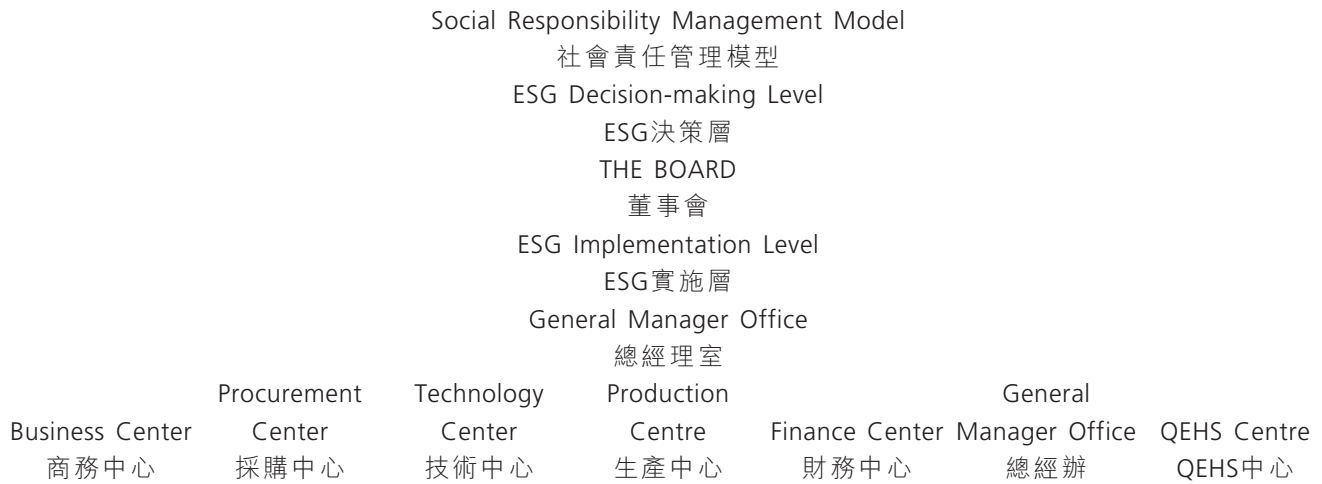 Social Responsibility Management Model
社會責任管理模型
ESG Decision-making Level
ESG決策層
THE BOARD
董事會
ESG Implementation Level
ESG實施層
General Manager Office
總經理室
Procurement Technology Production General
Business Center Center Center Centre Finance Center Manager Office QEHS Centre
商務中心 採購中心 技術中心 生產中心 財務中心 總經辦 QEHS中心